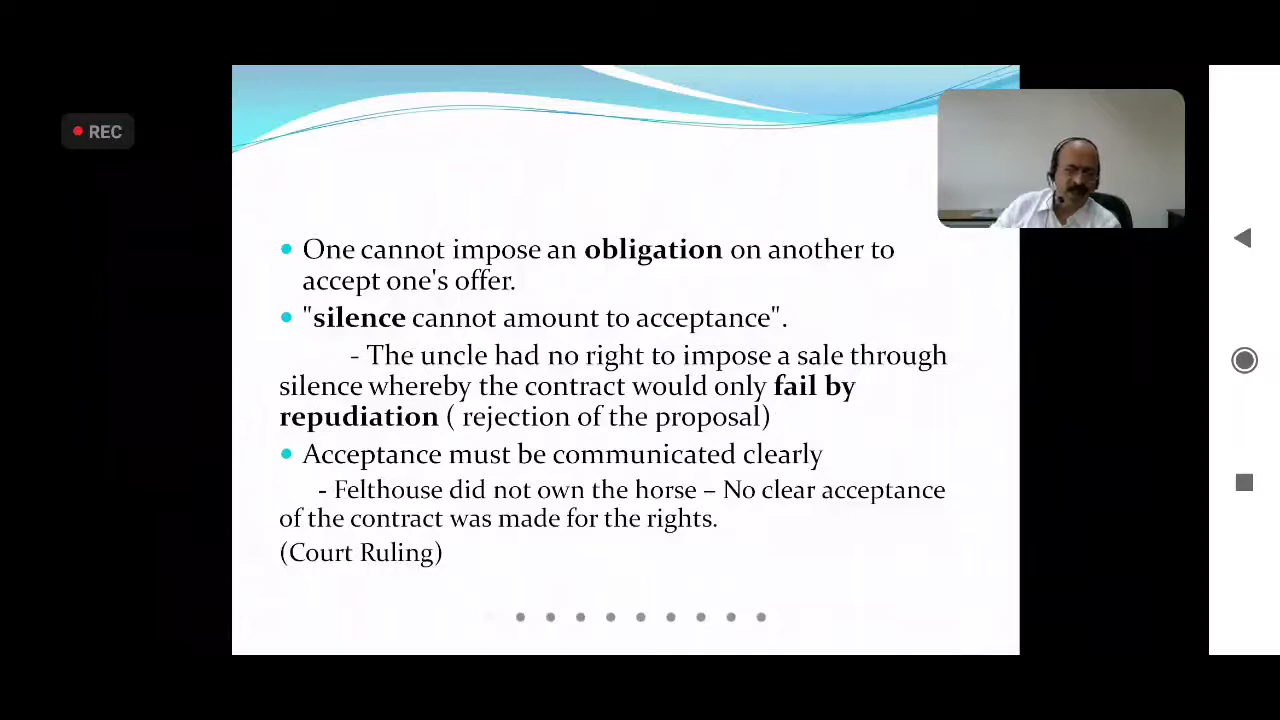 REC
One cannot impose an obligation on another to
accept one's offer.
"silence cannot amount to acceptance".
- The uncle had no right to impose a sale through
silence whereby the contract would only fail by
repudiation ( rejection of the proposal)
Acceptance must be communicated clearly
- Felthouse did not own the horse – No clear acceptance
of the contract was made for the rights.
(Court Ruling)